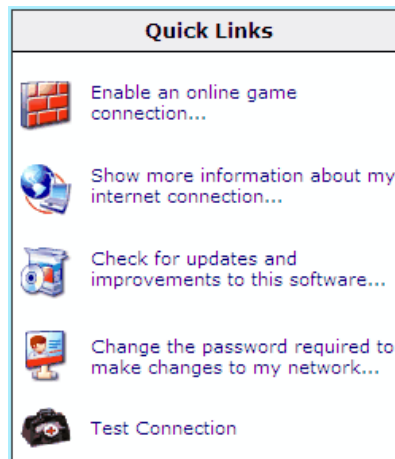 Quick Links
Enable an online game
connection...
Show more information about my
internet connection...
Check for updates and
improvements to this software...
Change the password required to
make changes to my network...
Test Connection